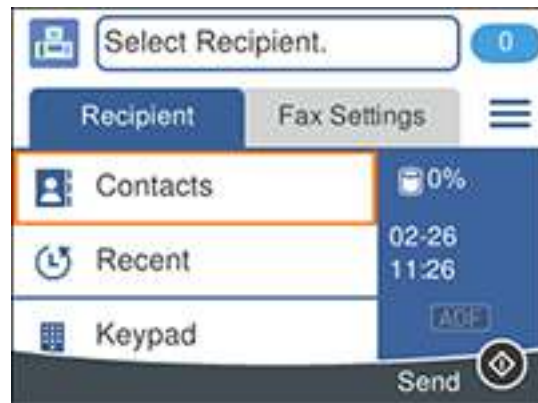 Select Recipient.
0
Recipient
Fax Settings
Contacts
0%
Recent
02-26
11:26
Keypad
ADF
Send